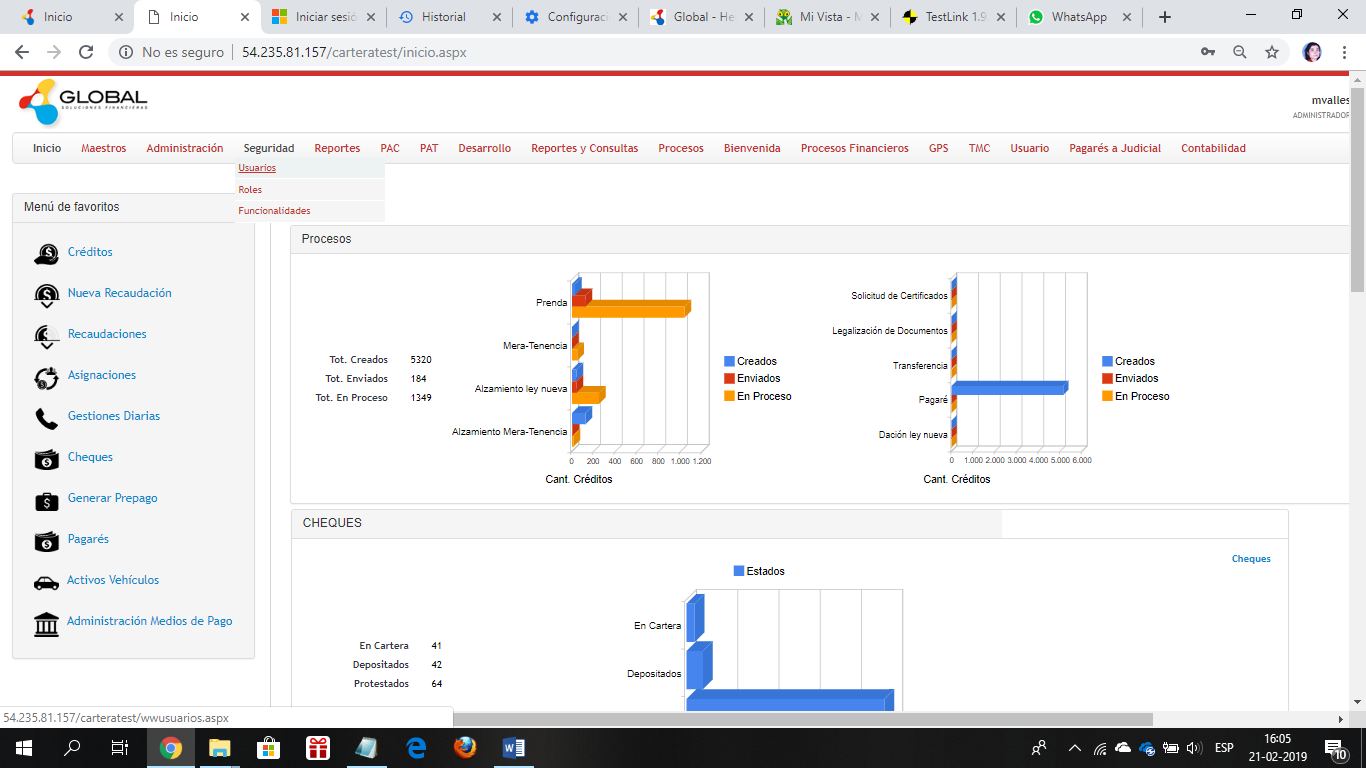 Inicio
Inicio
Iniciar sesió
Historial
Configuraci
Global - He
Mi Vista - M
TestLink 1.9
WhatsApp
No es seguro
54.235.81.157/carteratest/inicio.aspx
GLOBAL
SOLUCIONES FINANCIERAS
mvalles
ADMINISTRADOR
Inicio
Maestros
Administración
Seguridad
Reportes
PAC
PAT
Desarrollo
Reportes y Consultas
Procesos
Bienvenida
Procesos Financieros
GPS
TMC
Usuario
Pagarés a Judicial
Contabilidad
Usuarios
Roles
Funcionalidades
Menú de favoritos
Créditos
Nueva Recaudación
Recaudaciones
Asignaciones
Gestiones Diarias
Cheques
Generar Prepago
Pagarés
Activos Vehículos
Administración Medios de Pago
Procesos
Tot. Creados 5320
Tot. Enviados 184
Tot. En Proceso 1349
Prenda
Mera-Tenencia
Alzamiento ley nueva
Alzamiento Mera-Tenencia
0 200 400 600 800 1.000 1.200
Cant. Créditos
Creados
Enviados
En Proceso
Solicitud de Certificados
Legalización de Documentos
Transferencia
Pagaré
Dación ley nueva
0 1.000 2.000 3.000 4.000 5.000 6.000
Cant. Créditos
Creados
Enviados
En Proceso
CHEQUES
Cheques
Estados
En Cartera 41
Depositados 42
Protestados 64
En Cartera
Depositados
54.235.81.157/carteratest/wwusuarios.aspx
ESP
16:05
21-02-2019
10